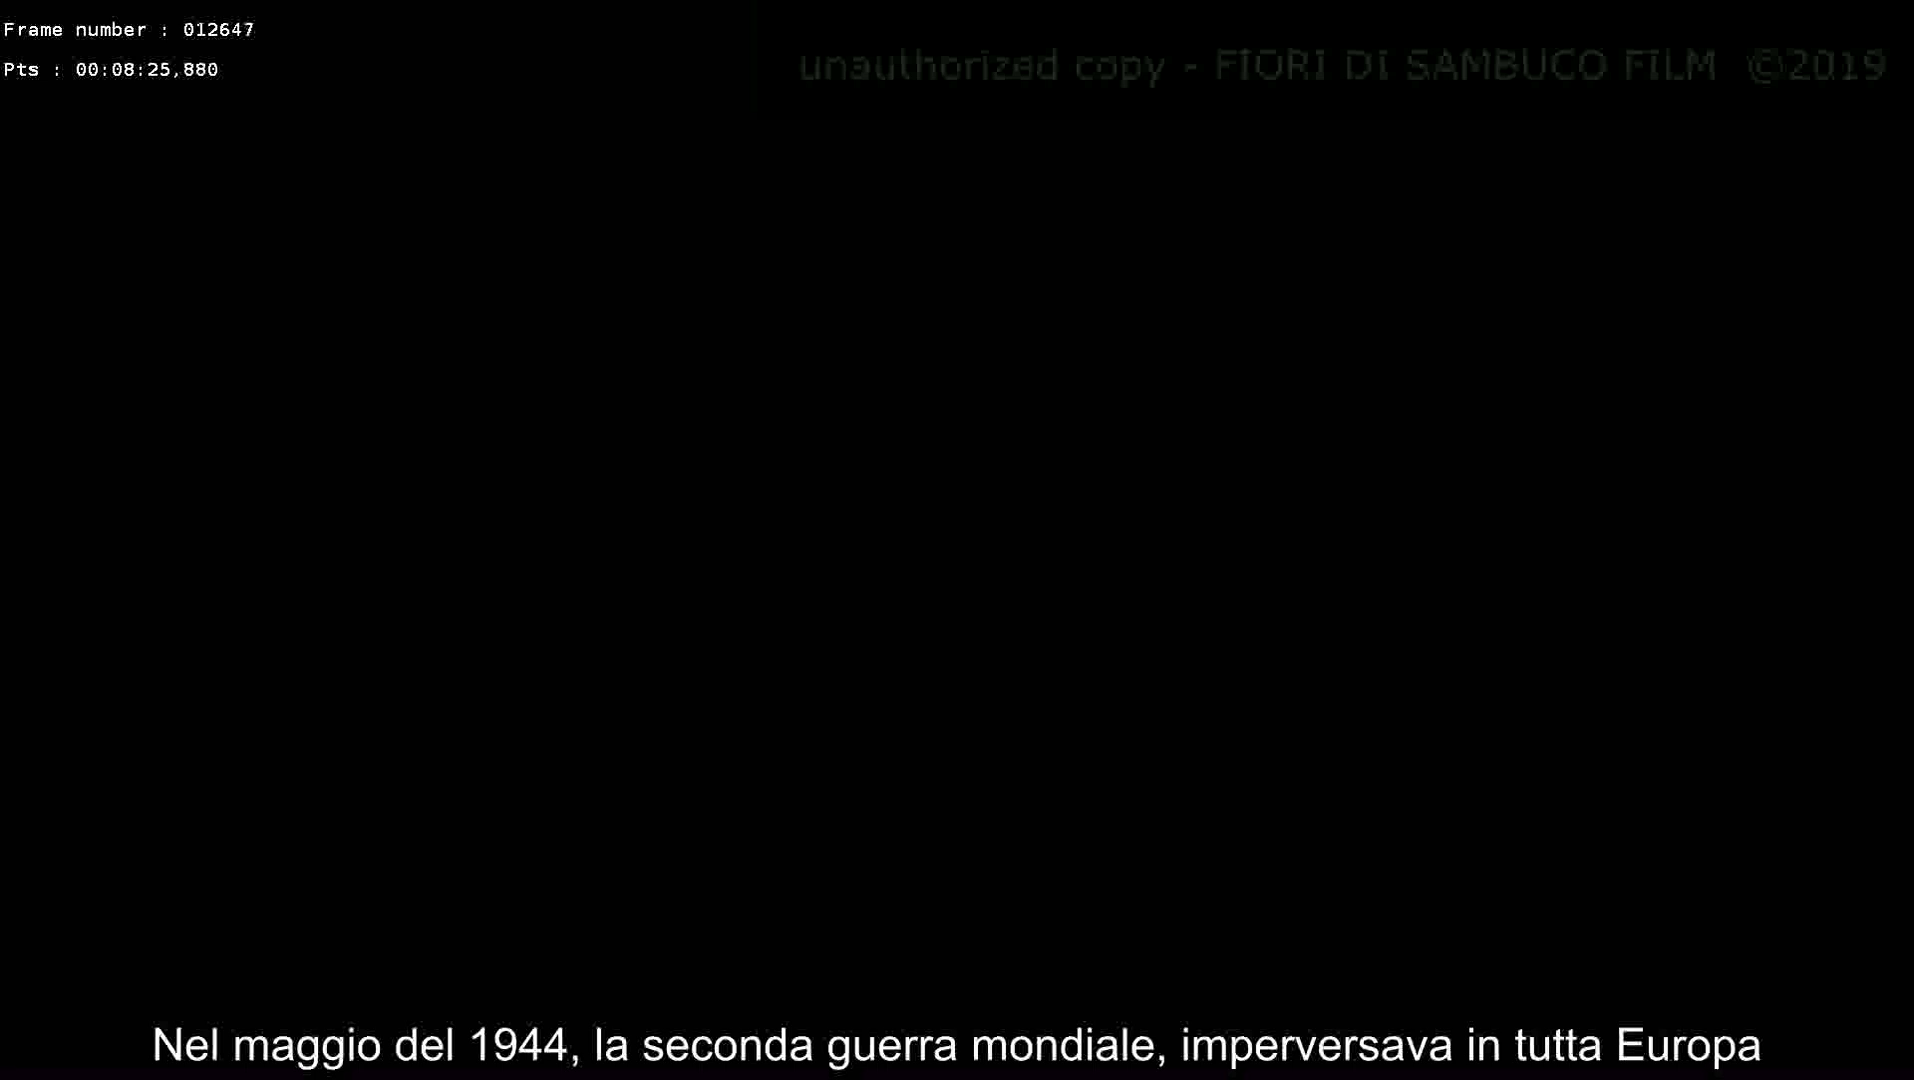 Frame number : 012647
unauthorized copy - FIORI DI SAMBUCO FILM ©2019
Pts : 00:08:25,880
Nel maggio del 1944, la seconda guerra mondiale, imperversava in tutta Europa